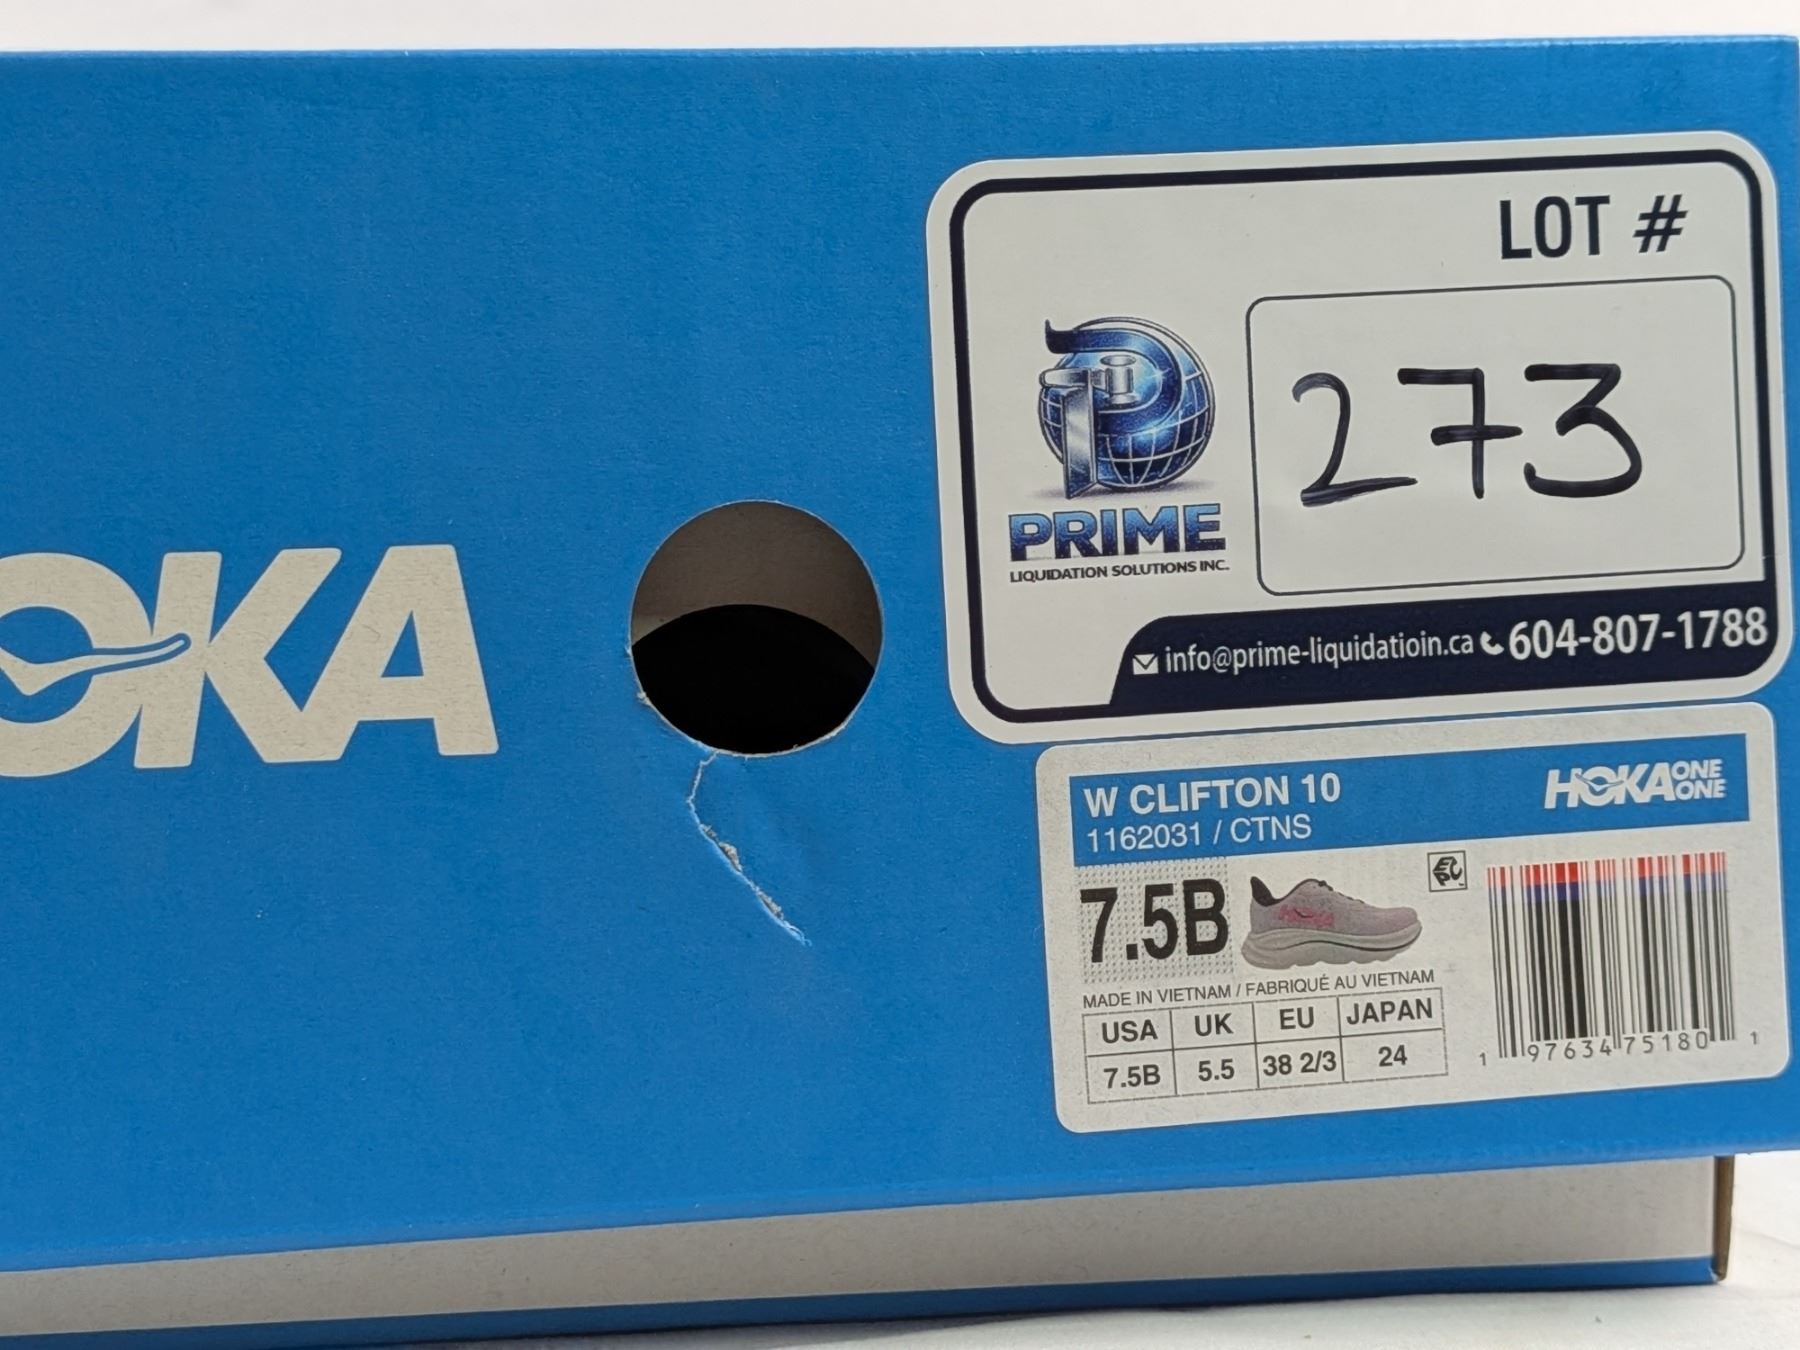 LOT #
273
PRIME
LIQUIDATION SOLUTIONS INC.
info@prime-liquidatioin.ca 604-807-1788
OKA
W CLIFTON 10
1162031 / CTNS
HOKA ONE ONE
7.5B
MADE IN VIETNAM / FABRIQUÉ AU VIETNAM
USA UK EU JAPAN
7.5B 5.5 38 2/3 24
1 97634 75180 1